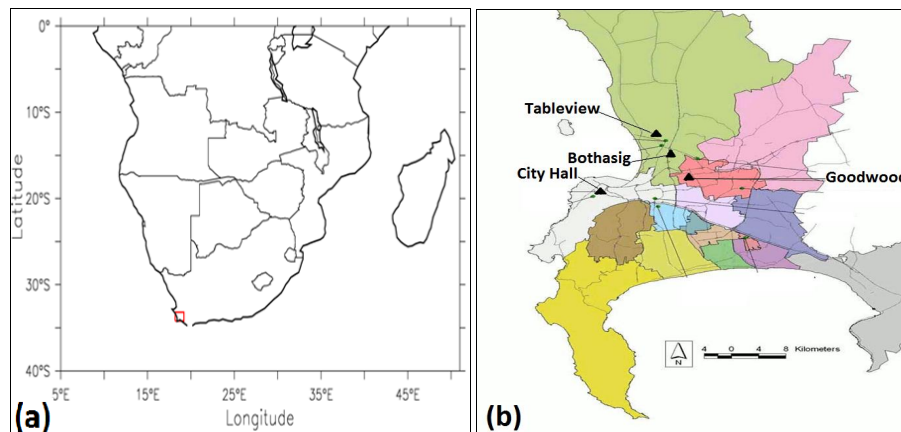 0°
10°S
20°S
30°S
40°S
5°E
15°E
25°E
35°E
45°E
Latitude
Longitude
(a)
Tableview
Bothasig
City Hall
Goodwood
N
4 0 4 8 Kilometers
(b)